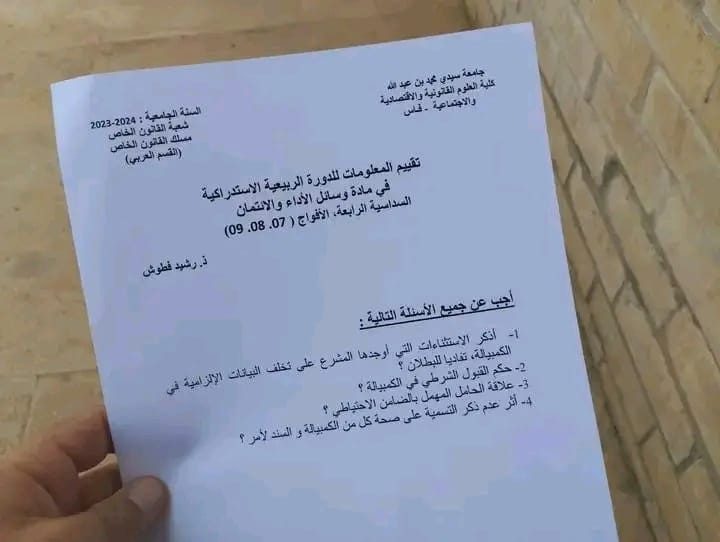 جامعة سيدي محمد بن عبد الله
كلية العلوم القانونية والاقتصادية
والاجتماعية - فاس
السنة الجامعية : 2023-2024
شعبة القانون الخاص
مسلك القانون الخاص
(القسم العربي)
تقييم المعلومات للدورة الربيعية الاستدراكية
في مادة وسائل الأداء والائتمان
السداسية الرابعة، الأفواج ( 07. 08. 09)
ذ. رشيد فطوش
أجب عن جميع الأسئلة التالية :
1- أذكر الاستثناءات التي أوجدها المشرع على تخلف البيانات الإلزامية في
الكمبيالة، تفاديا للبطلان ؟
2- حكم القبول الشرطي في الكمبيالة ؟
3- علاقة الحامل المهمل بالضامن الاحتياطي ؟
4- أثر عدم ذكر التسمية على صحة كل من الكمبيالة و السند لأمر ؟